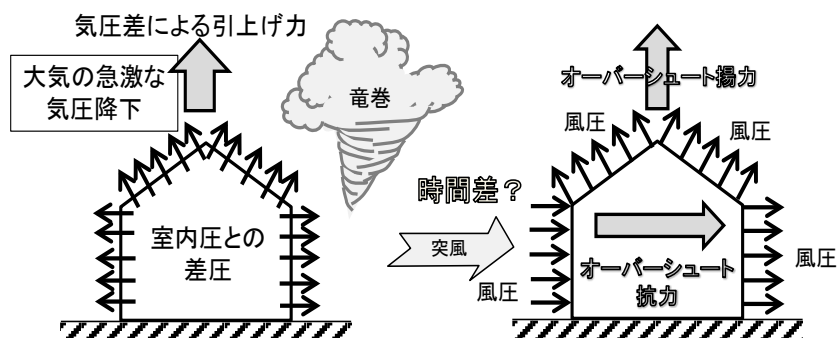 気圧差による引上げ力
大気の急激な
気圧降下
竜巻
室内圧との
差圧
時間差？
突風
オーバーシュート揚力
風圧
風圧
オーバーシュート
抗力
風圧
風圧